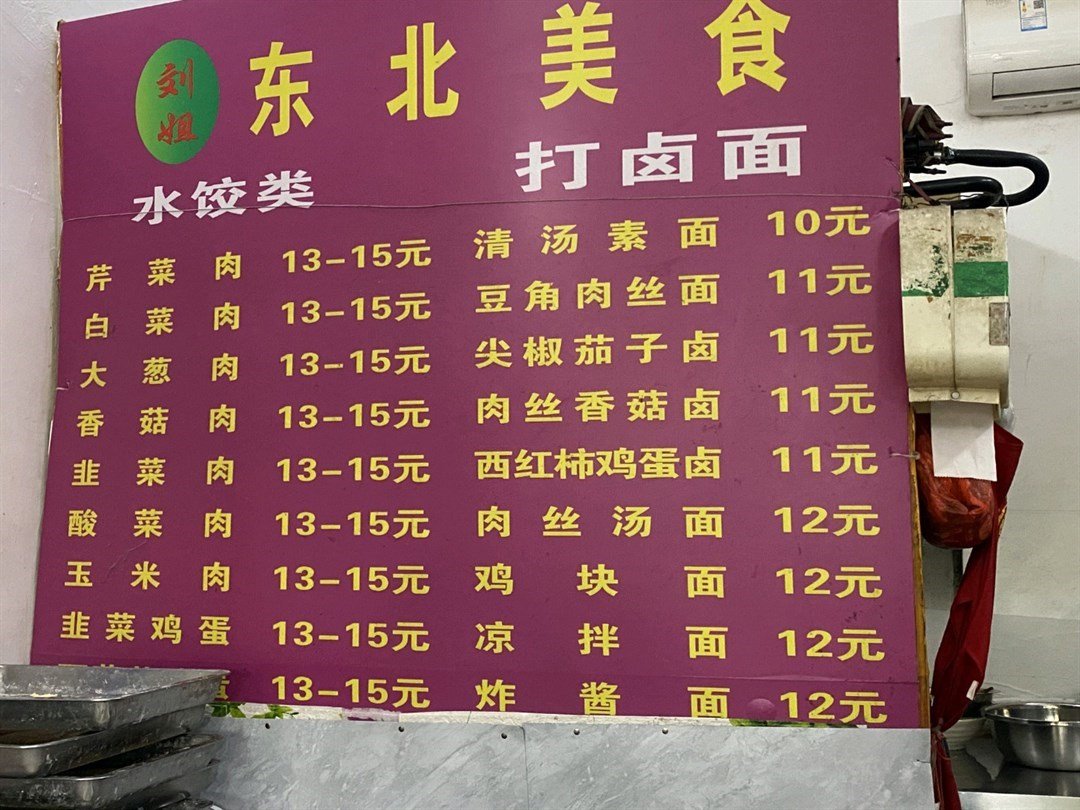 刘姐
东北美食
水饺类
芹菜肉 13-15元
白菜肉 13-15元
大葱肉 13-15元
香菇肉 13-15元
韭菜肉 13-15元
酸菜肉 13-15元
玉米肉 13-15元
韭菜鸡蛋 13-15元
13-15元
打卤面
清汤素面 10元
豆角肉丝面 11元
尖椒茄子卤 11元
肉丝香菇卤 11元
西红柿鸡蛋卤 11元
肉丝汤面 12元
鸡块面 12元
凉拌面 12元
炸酱面 12元